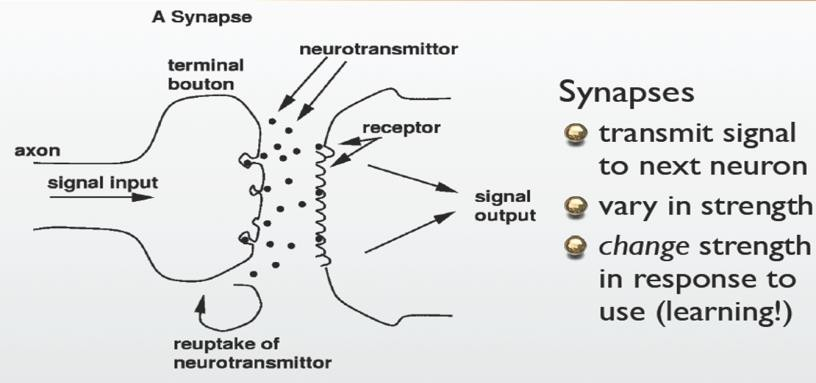 A Synapse
neurotransmittor
terminal
bouton
receptor
axon
signal input
signal
output
reuptake of
neurotransmittor
Synapses
transmit signal
to next neuron
vary in strength
change strength
in response to
use (learning!)